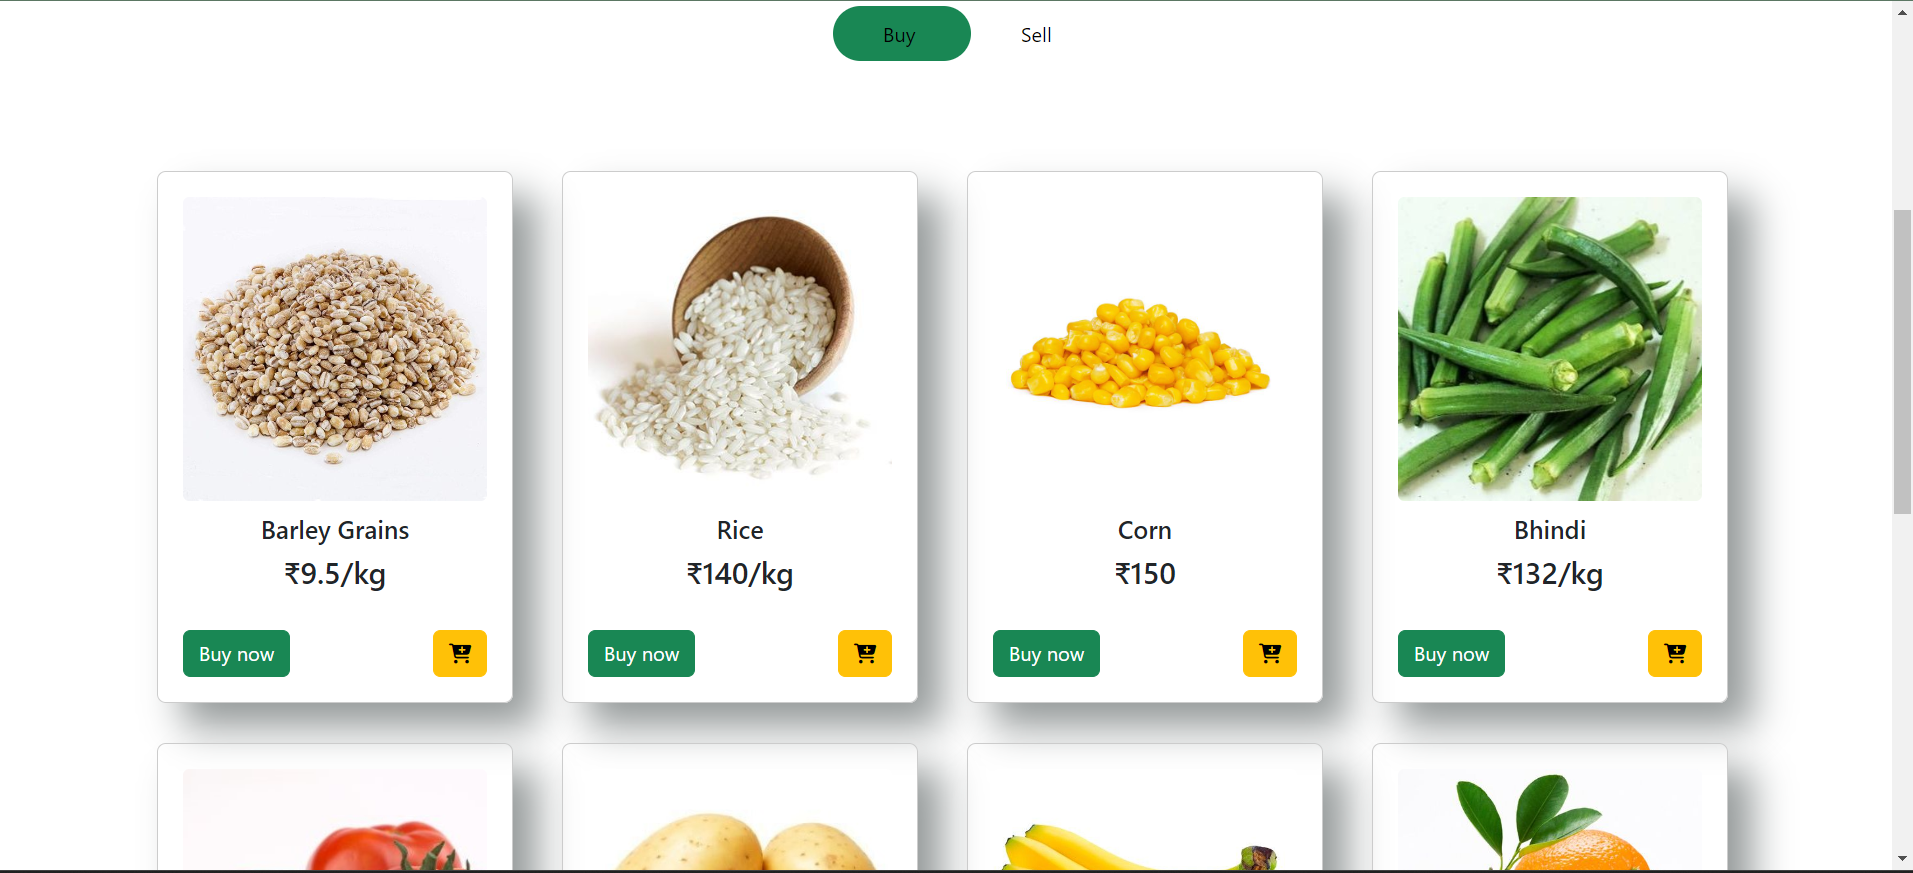 Buy
Sell
Barley Grains
₹9.5/kg
Buy now
Rice
₹140/kg
Buy now
Corn
₹150
Buy now
Bhindi
₹132/kg
Buy now